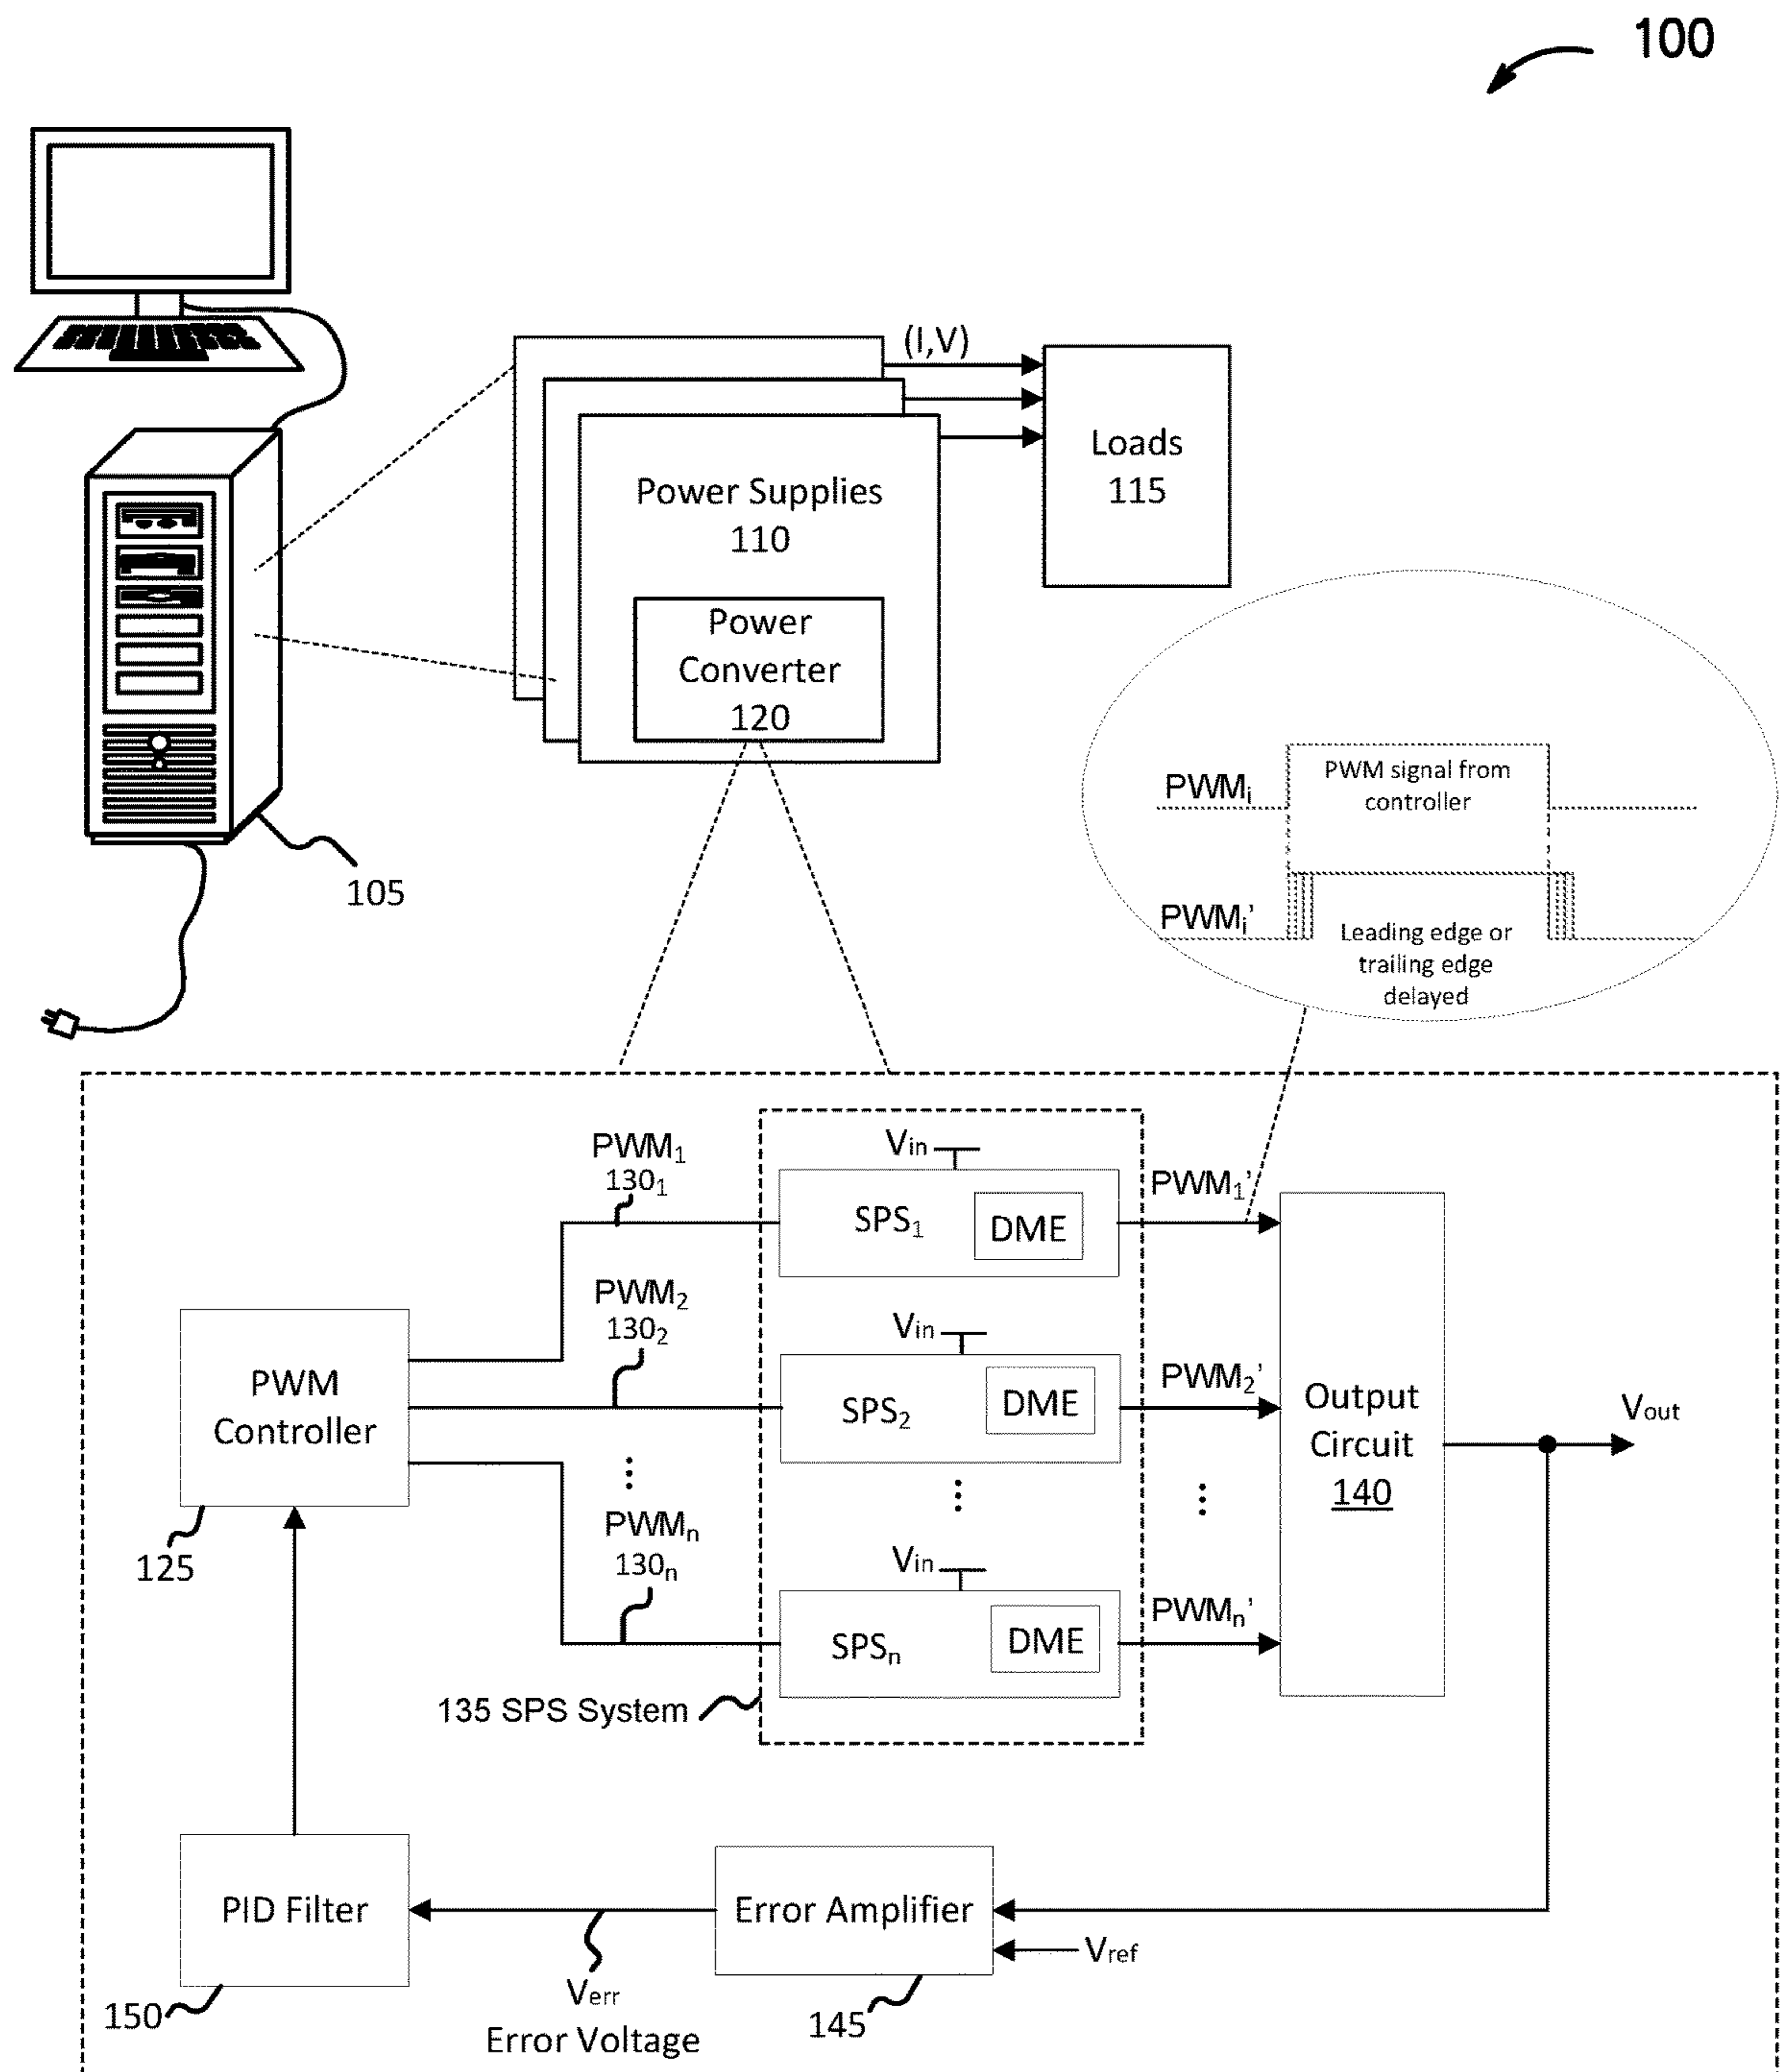 100
(I,V)
Loads
115
Power Supplies
110
Power
Converter
120
105
PWMi
PWM signal from
controller
PWMi'
Leading edge or
trailing edge
delayed
PWM1
1301
Vin
SPS1
DME
PWM1'
PWM2
1302
Vin
SPS2
DME
PWM2'
PWM
Controller
125
Output
Circuit
140
Vout
PWMn
130n
Vin
SPSn
DME
PWMn'
135 SPS System
PID Filter
150
Error Amplifier
145
Vref
Verr
Error Voltage